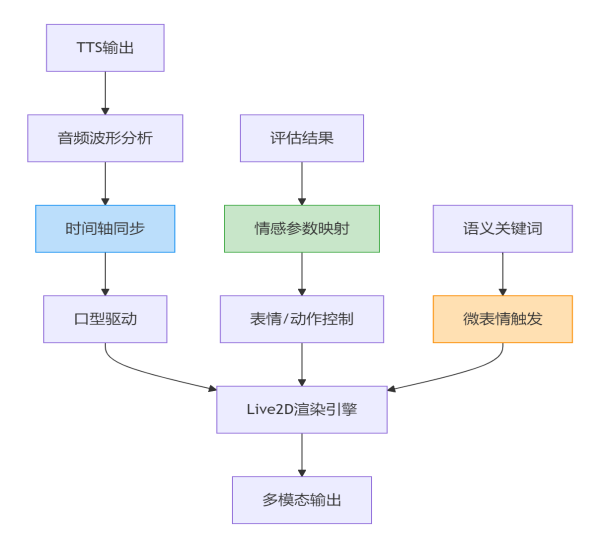 TTS输出
音频波形分析
评估结果
时间轴同步
情感参数映射
语义关键词
口型驱动
表情/动作控制
微表情触发
Live2D渲染引擎
多模态输出